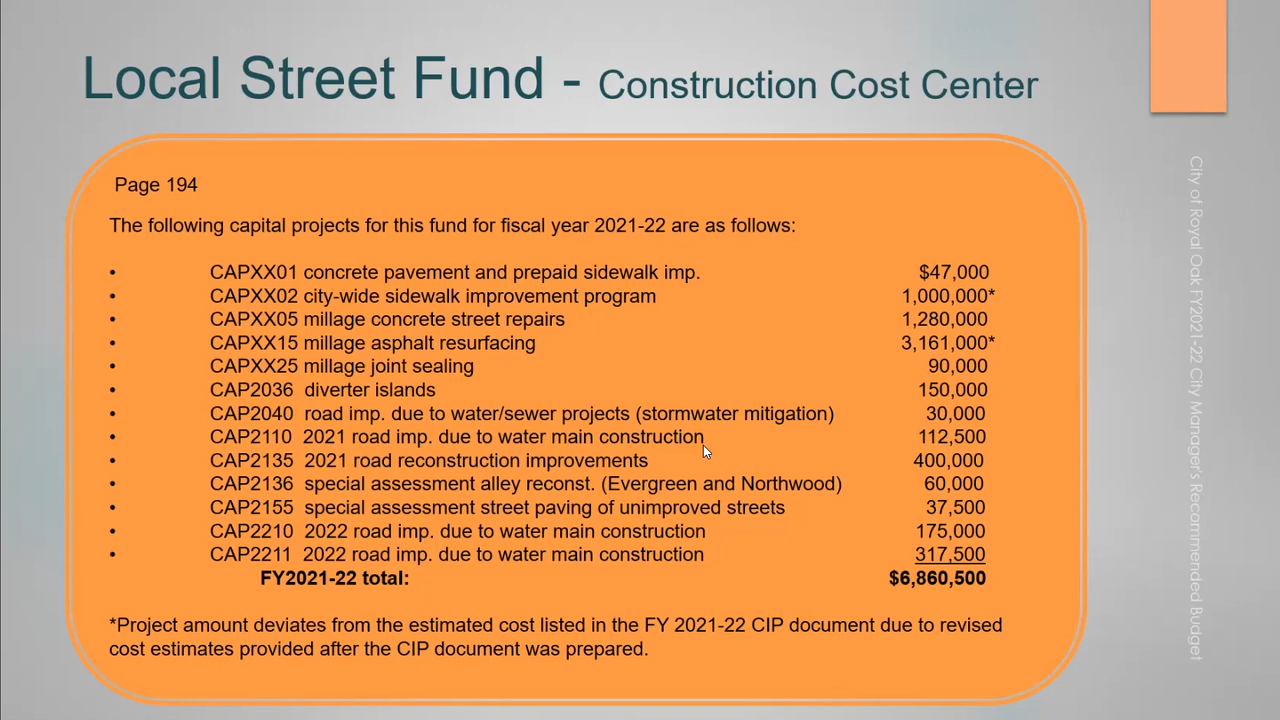 Local Street Fund - Construction Cost Center
Page 194
The following capital projects for this fund for fiscal year 2021-22 are as follows:
• CAPXX01 concrete pavement and prepaid sidewalk imp. $47,000
• CAPXX02 city-wide sidewalk improvement program 1,000,000*
• CAPXX05 millage concrete street repairs 1,280,000
• CAPXX15 millage asphalt resurfacing 3,161,000*
• CAPXX25 millage joint sealing 90,000
• CAP2036 diverter islands 150,000
• CAP2040 road imp. due to water/sewer projects (stormwater mitigation) 30,000
• CAP2110 2021 road imp. due to water main construction 112,500
• CAP2135 2021 road reconstruction improvements 400,000
• CAP2136 special assessment alley reconst. (Evergreen and Northwood) 60,000
• CAP2155 special assessment street paving of unimproved streets 37,500
• CAP2210 2022 road imp. due to water main construction 175,000
• CAP2211 2022 road imp. due to water main construction 317,500
FY2021-22 total: $6,860,500
*Project amount deviates from the estimated cost listed in the FY 2021-22 CIP document due to revised
cost estimates provided after the CIP document was prepared.
City of Royal Oak FY2021-22 City Manager's Recommended Budget